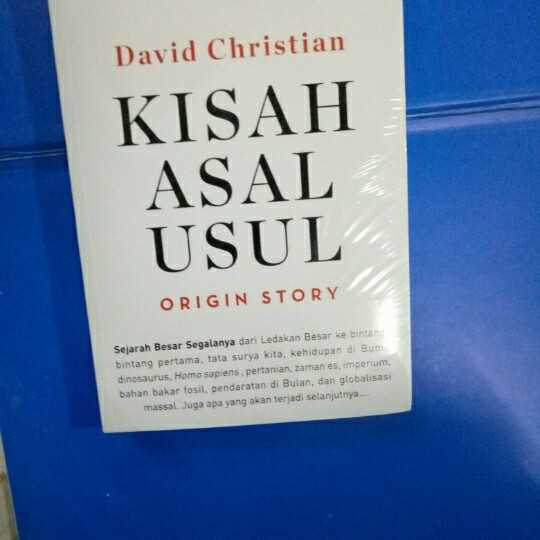 David Christian
KISAH
ASAL
USUL
ORIGIN STORY
Sejarah Besar Segalanya dari Ledakan Besar ke bintang-
bintang pertama, tata surya kita, kehidupan di Bumi,
dinosaurus, Homo sapiens, pertanian, zaman es, imperium,
bahan bakar fosil, pendaratan di Bulan, dan globalisasi
massal. Juga apa yang akan terjadi selanjutnya....